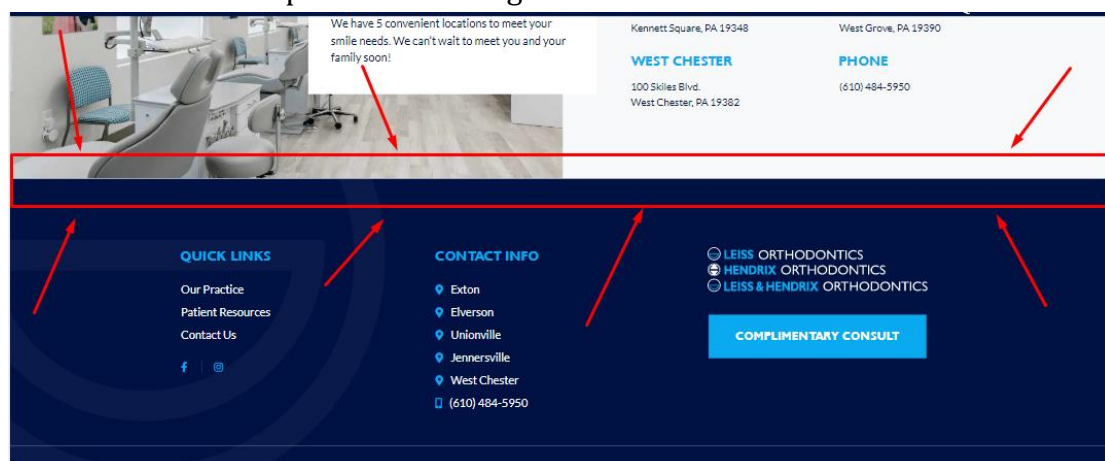 We have 5 convenient locations to meet your
smile needs. We can't wait to meet you and your
family soon!
Kennett Square, PA 19348
West Grove, PA 19390
WEST CHESTER
100 Skiles Blvd.
West Chester, PA 19382
PHONE
(610) 484-5950
QUICK LINKS
Our Practice
Patient Resources
Contact Us
CONTACT INFO
Exton
Elverson
Unionville
Jennersville
West Chester
(610) 484-5950
LEISS ORTHODONTICS
HENDRIX ORTHODONTICS
LEISS & HENDRIX ORTHODONTICS
COMPLIMENTARY CONSULT